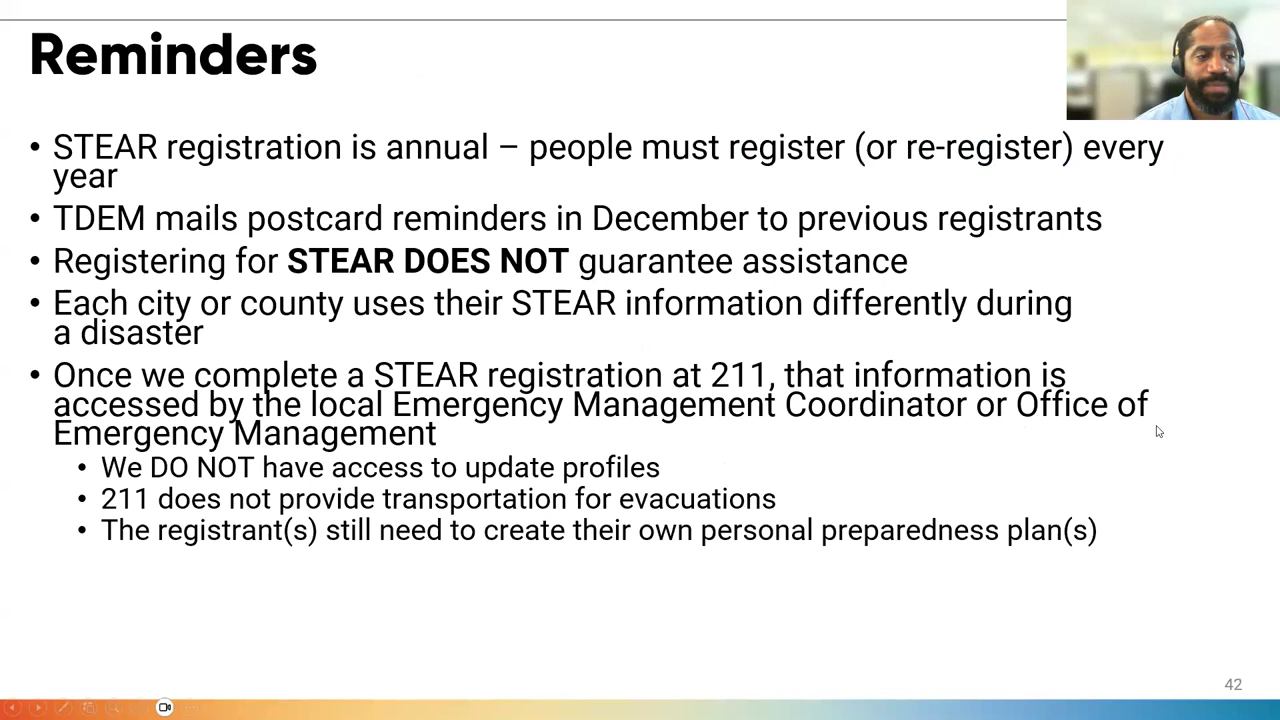 Reminders
• STEAR registration is annual – people must register (or re-register) every
year
• TDEM mails postcard reminders in December to previous registrants
• Registering for STEAR DOES NOT guarantee assistance
• Each city or county uses their STEAR information differently during
a disaster
• Once we complete a STEAR registration at 211, that information is
accessed by the local Emergency Management Coordinator or Office of
Emergency Management
• We DO NOT have access to update profiles
• 211 does not provide transportation for evacuations
• The registrant(s) still need to create their own personal preparedness plan(s)
42